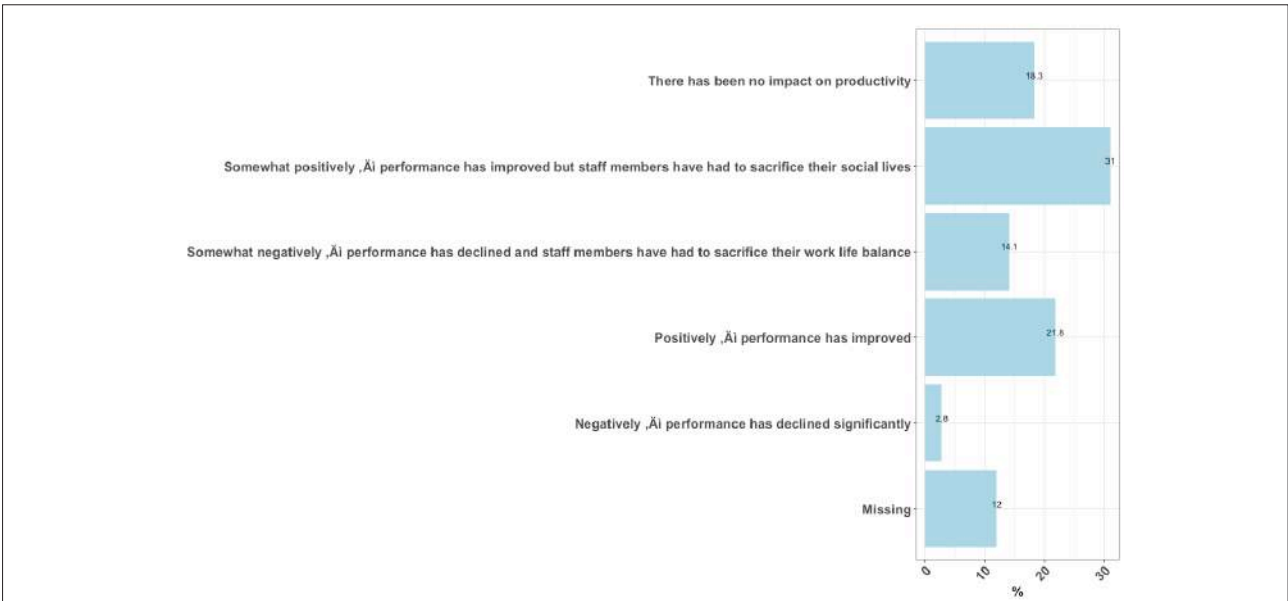 There has been no impact on productivity
18.3
Somewhat positively ‚Äì performance has improved but staff members have had to sacrifice their social lives
31
Somewhat negatively ‚Äì performance has declined and staff members have had to sacrifice their work life balance
14.1
Positively ‚Äì performance has improved
21.8
Negatively ‚Äì performance has declined significantly
2.8
Missing
12
0
10
20
30
%